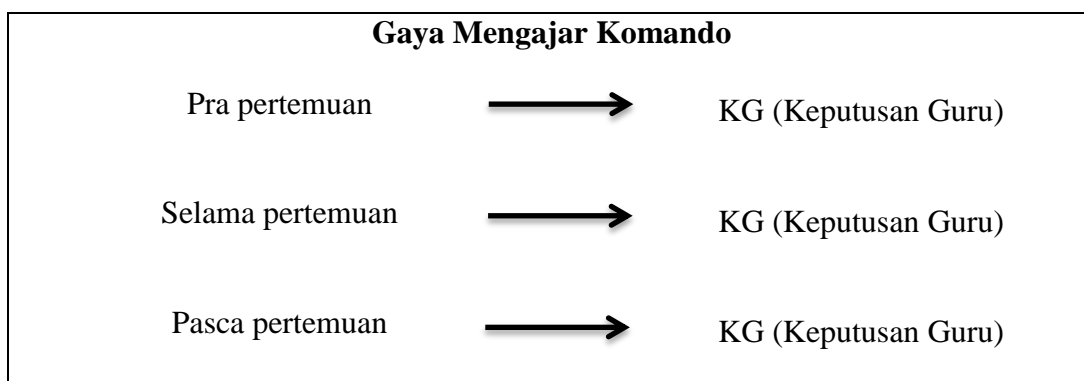 Gaya Mengajar Komando
Pra pertemuan KG (Keputusan Guru)
Selama pertemuan KG (Keputusan Guru)
Pasca pertemuan KG (Keputusan Guru)